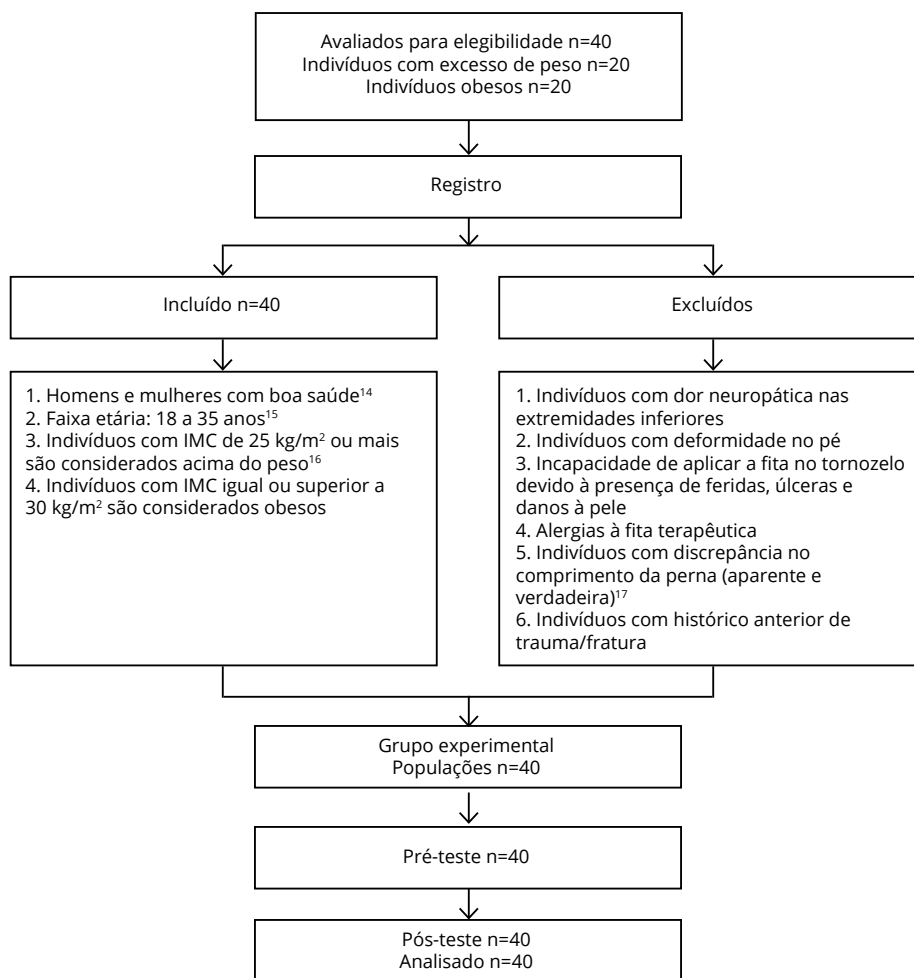 Avaliados para elegibilidade n=40
Indivíduos com excesso de peso n=20
Indivíduos obesos n=20
Registro
Incluído n=40
Excluídos
1. Homens e mulheres com boa saúde¹⁴
2. Faixa etária: 18 a 35 anos¹⁵
3. Indivíduos com IMC de 25 kg/m² ou mais
são considerados acima do peso¹⁶
4. Indivíduos com IMC igual ou superior a
30 kg/m² são considerados obesos
1. Indivíduos com dor neuropática nas
extremidades inferiores
2. Indivíduos com deformidade no pé
3. Incapacidade de aplicar a fita no tornozelo
devido à presença de feridas, úlceras e
danos à pele
4. Alergias à fita terapêutica
5. Indivíduos com discrepância no
comprimento da perna (aparente e
verdadeira)¹⁷
6. Indivíduos com histórico anterior de
trauma/fratura
Grupo experimental
Populações n=40
Pré-teste n=40
Pós-teste n=40
Analisado n=40